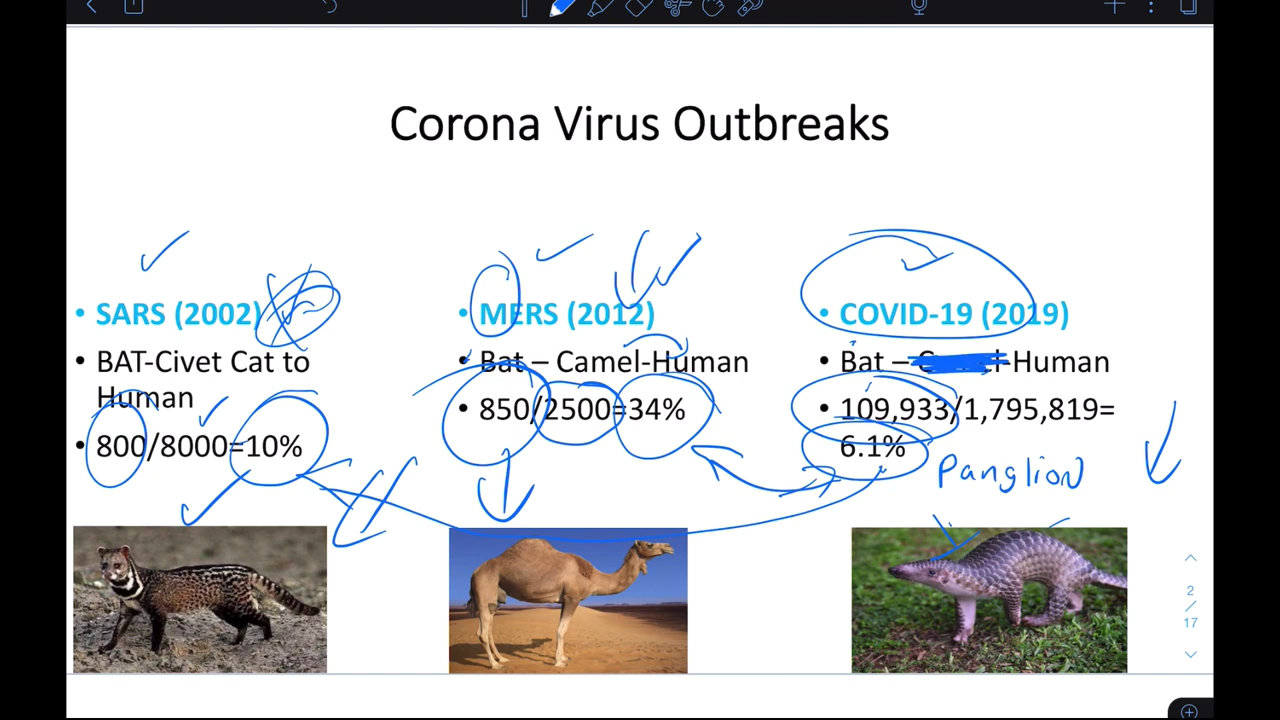 Corona Virus Outbreaks
• SARS (2002)
• BAT-Civet Cat to
Human
• 800/8000=10%
• MERS (2012)
• Bat – Camel-Human
• 850/2500=34%
• COVID-19 (2019)
• Bat – Camel-Human
• 109,933/1,795,819=
6.1%
Panglion
2
/
17